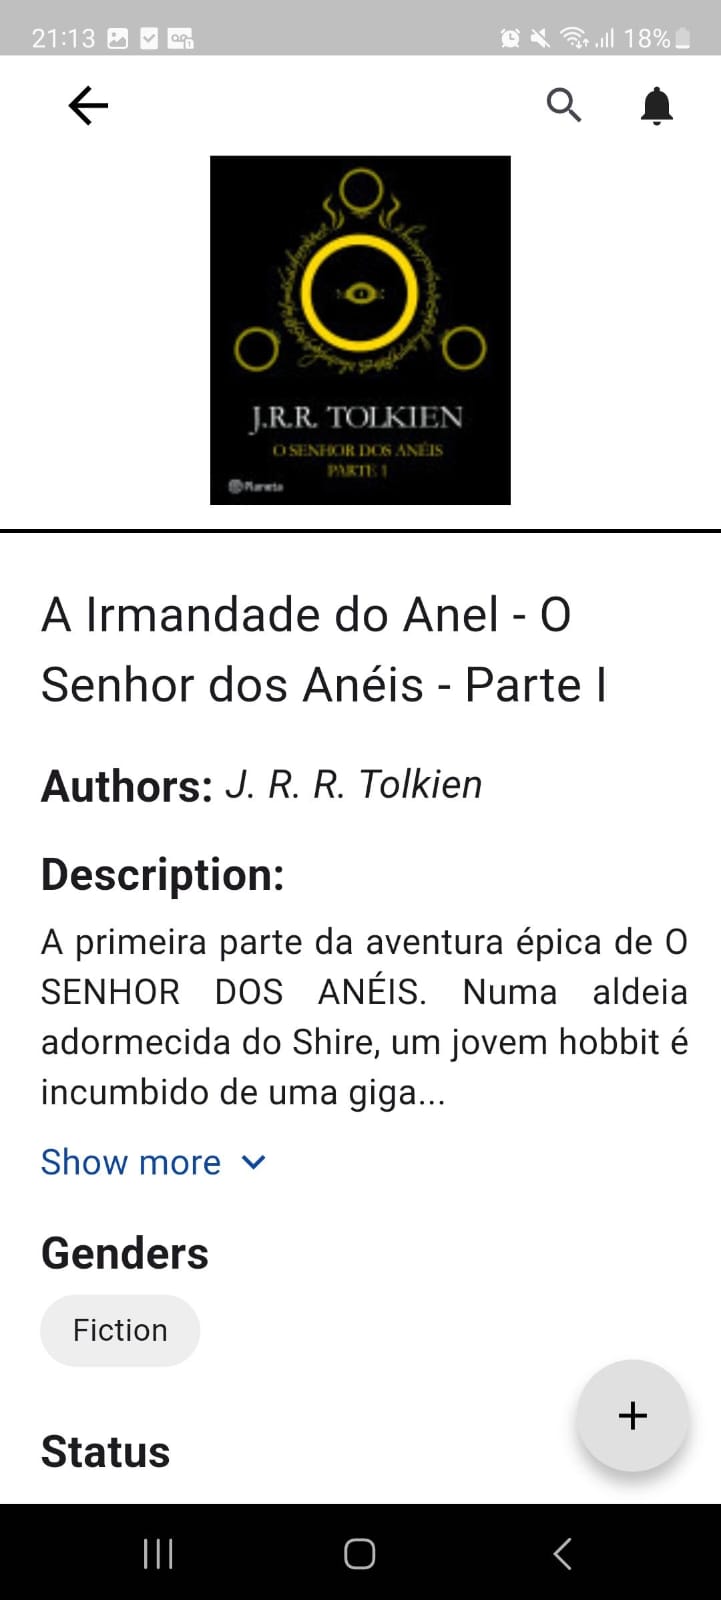 21:13
18%
J.R.R. TOLKIEN
O SENHOR DOS ANÉIS
PARTE I
Planeta
A Irmandade do Anel - O
Senhor dos Anéis - Parte I
Authors: J. R. R. Tolkien
Description:
A primeira parte da aventura épica de O
SENHOR DOS ANÉIS. Numa aldeia
adormecida do Shire, um jovem hobbit é
incumbido de uma giga...
Show more
Genders
Fiction
Status